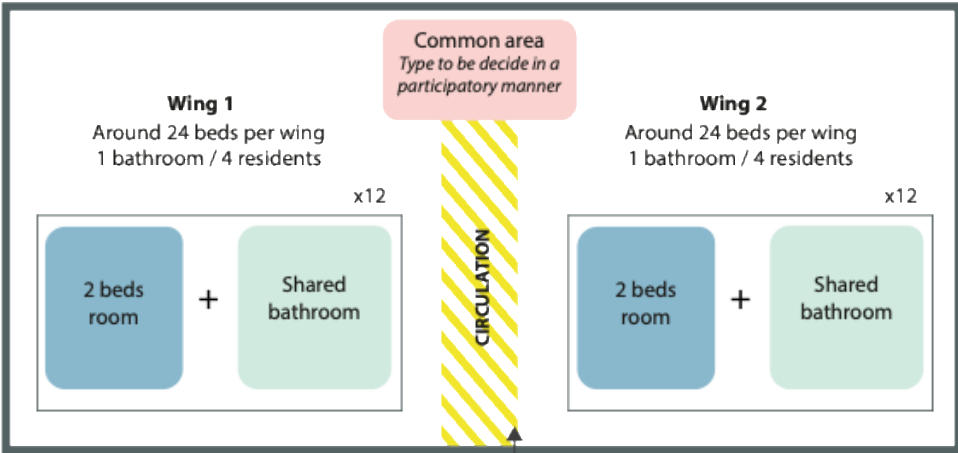 Common area
Type to be decide in a
participatory manner
Wing 1
Around 24 beds per wing
1 bathroom / 4 residents
x12
2 beds
room
+
Shared
bathroom
CIRCULATION
Wing 2
Around 24 beds per wing
1 bathroom / 4 residents
x12
2 beds
room
+
Shared
bathroom